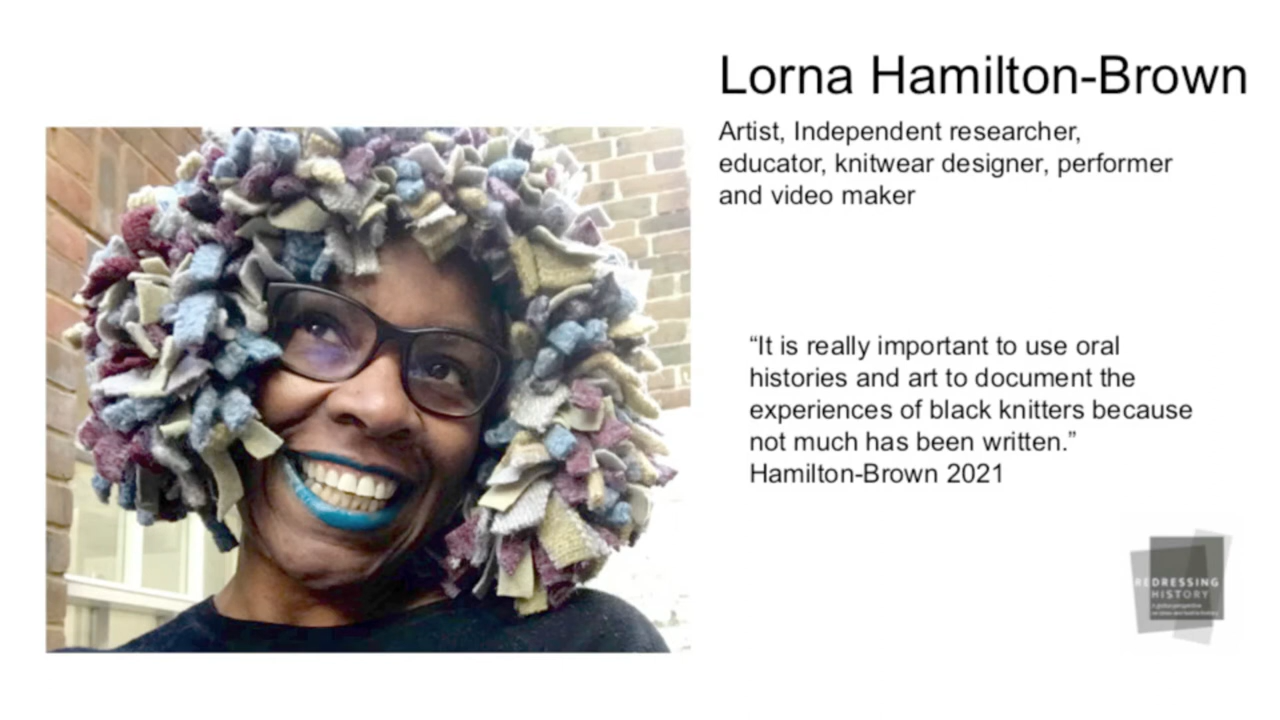 Lorna Hamilton-Brown
Artist, Independent researcher,
educator, knitwear designer, performer
and video maker
“It is really important to use oral
histories and art to document the
experiences of black knitters because
not much has been written.”
Hamilton-Brown 2021
REDRESSING
HISTORY
A global perspective